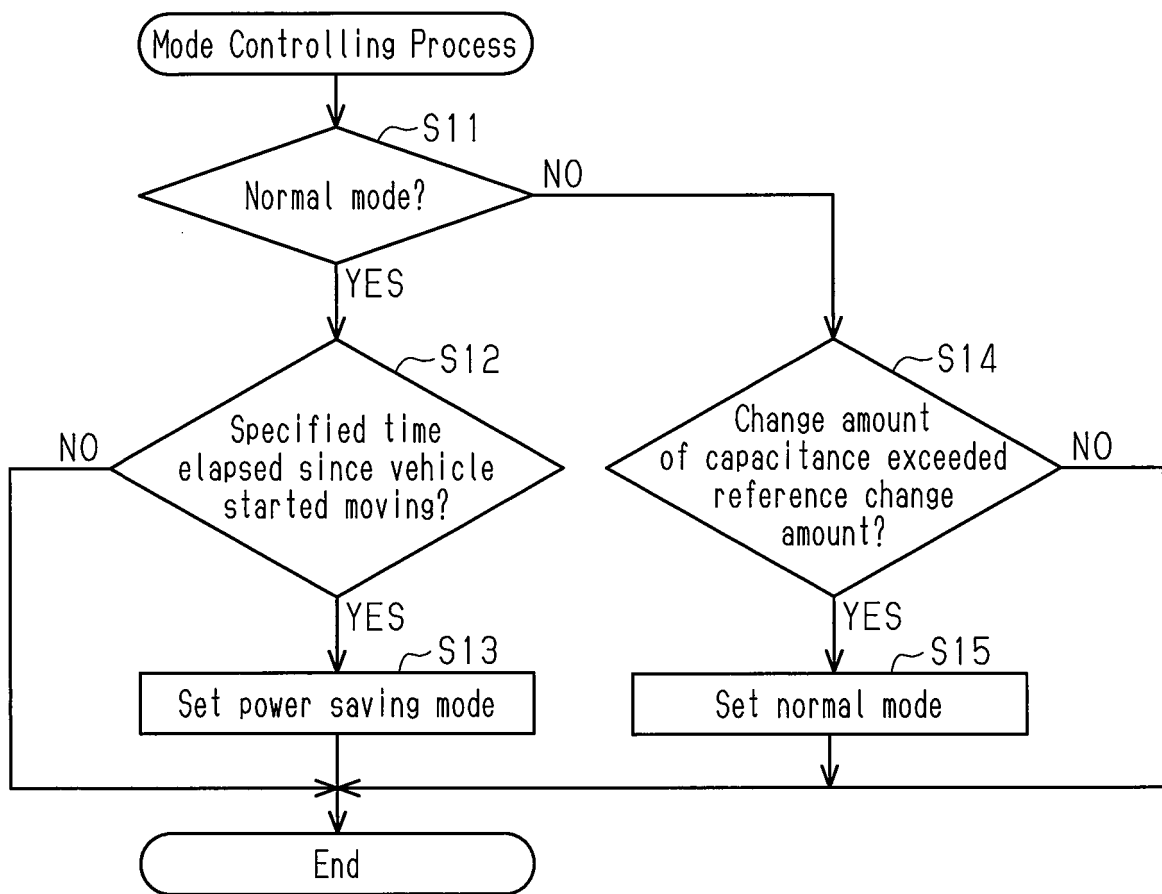 Mode Controlling Process
S11
Normal mode?
NO
YES
S12
Specified time
elapsed since vehicle
started moving?
NO
YES
S13
Set power saving mode
S14
Change amount
of capacitance exceeded
reference change
amount?
NO
YES
S15
Set normal mode
End